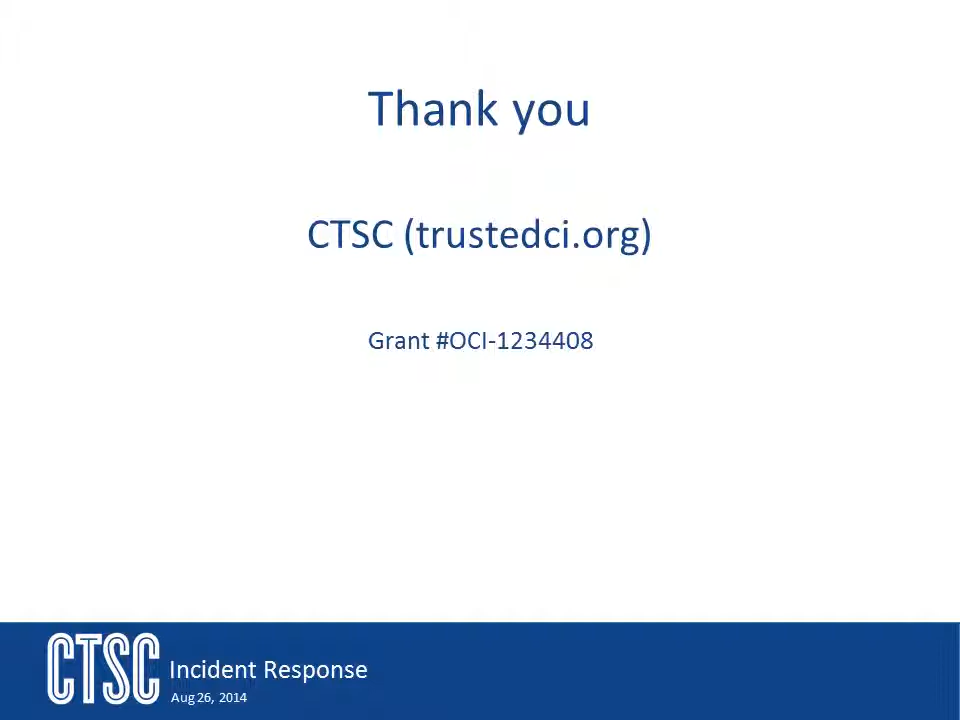 Thank you
CTSC (trustedci.org)
Grant #OCI-1234408
CTSC
Incident Response
Aug 26, 2014